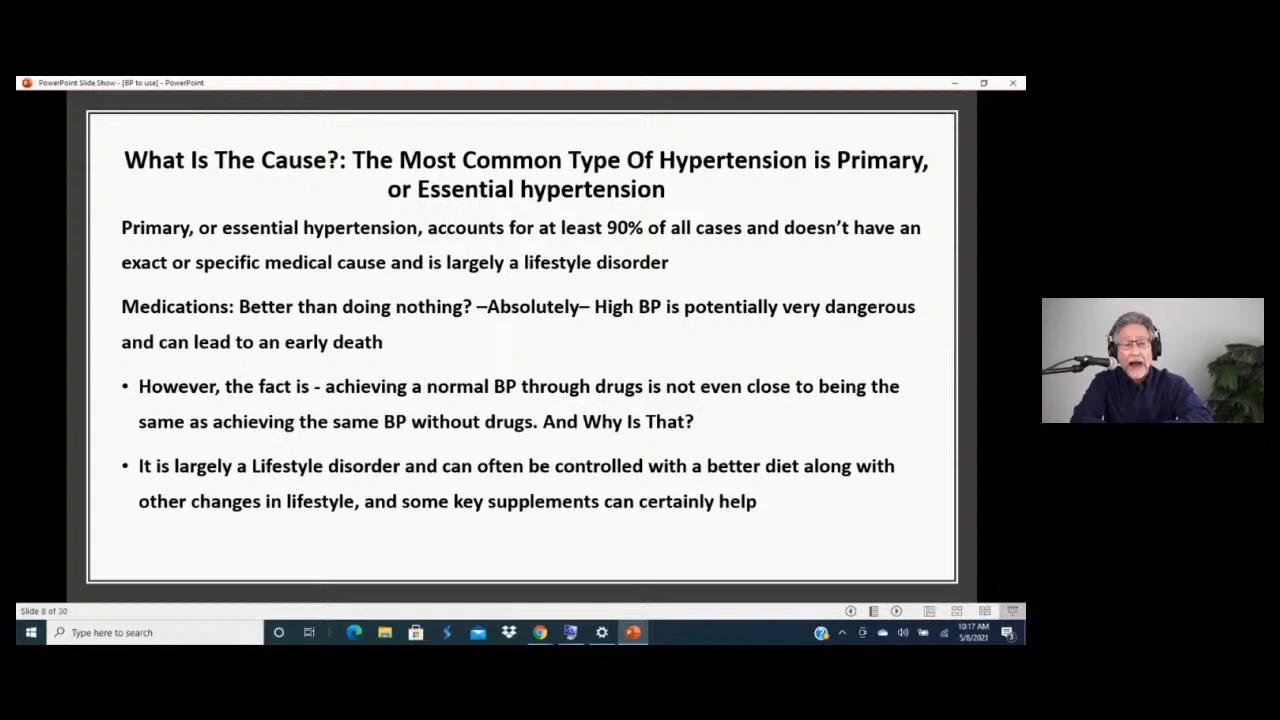 PowerPoint Slide Show - [BP to use] - PowerPoint
What Is The Cause?: The Most Common Type Of Hypertension is Primary,
or Essential hypertension
Primary, or essential hypertension, accounts for at least 90% of all cases and doesn’t have an
exact or specific medical cause and is largely a lifestyle disorder
Medications: Better than doing nothing? –Absolutely– High BP is potentially very dangerous
and can lead to an early death
• However, the fact is - achieving a normal BP through drugs is not even close to being the
same as achieving the same BP without drugs. And Why Is That?
• It is largely a Lifestyle disorder and can often be controlled with a better diet along with
other changes in lifestyle, and some key supplements can certainly help
Slide 8 of 30
Type here to search
10:17 AM
5/8/2021